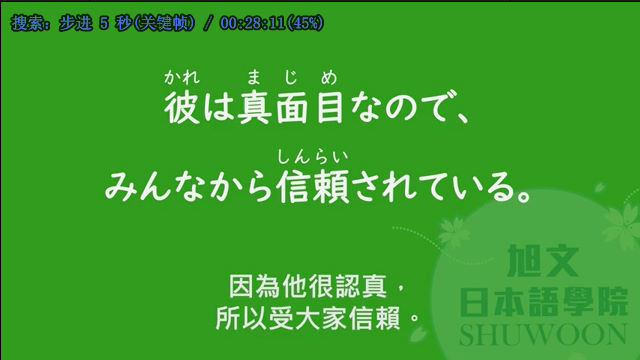 搜索: 步进 5 秒(关键帧) / 00:28:11(45%)
かれ まじめ
彼は真面目なので、
しんらい
みんなから信頼されている。
因為他很認真，
所以受大家信賴。
旭文
日本語學院
SHUWOON